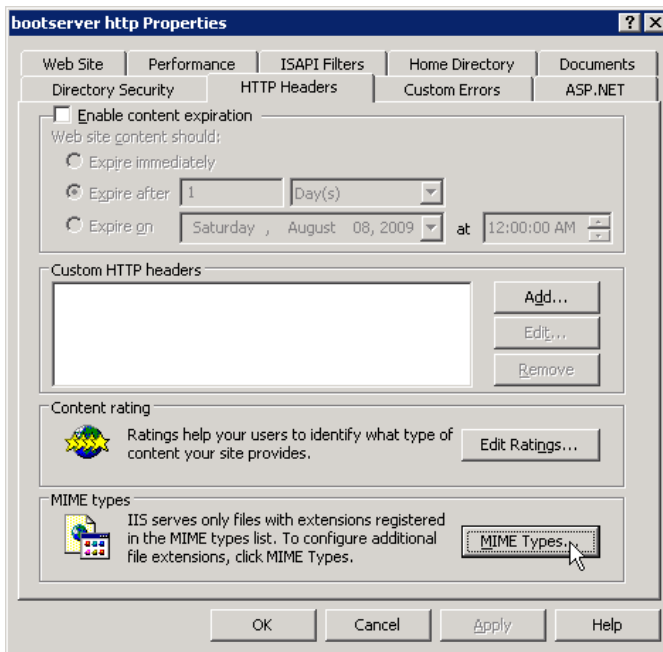 bootserver http Properties
Web Site Performance ISAPI Filters Home Directory Documents
Directory Security HTTP Headers Custom Errors ASP.NET
Enable content expiration
Web site content should:
Expire immediately
Expire after 1 Day(s)
Expire on Saturday , August 08, 2009 at 12:00:00 AM
Custom HTTP headers
Add...
Edit...
Remove
Content rating
Ratings help your users to identify what type of
content your site provides.
Edit Ratings...
MIME types
IIS serves only files with extensions registered
in the MIME types list. To configure additional
file extensions, click MIME Types.
MIME Types...
OK Cancel Apply Help